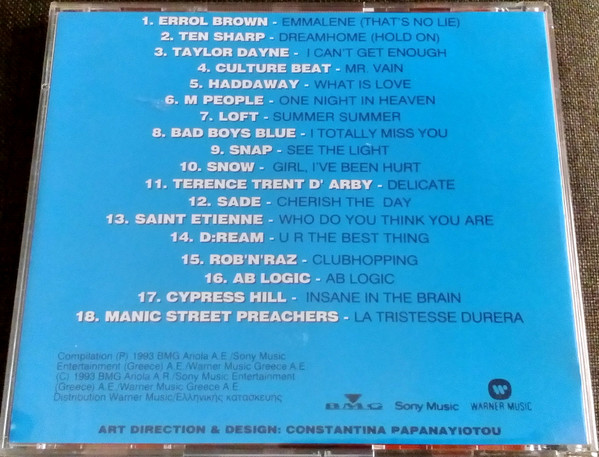 1. ERROL BROWN - EMMALENE (THAT'S NO LIE)
2. TEN SHARP - DREAMHOME (HOLD ON)
3. TAYLOR DAYNE - I CAN'T GET ENOUGH
4. CULTURE BEAT - MR. VAIN
5. HADDAWAY - WHAT IS LOVE
6. M PEOPLE - ONE NIGHT IN HEAVEN
7. LOFT - SUMMER SUMMER
8. BAD BOYS BLUE - I TOTALLY MISS YOU
9. SNAP - SEE THE LIGHT
10. SNOW - GIRL, I'VE BEEN HURT
11. TERENCE TRENT D' ARBY - DELICATE
12. SADE - CHERISH THE DAY
13. SAINT ETIENNE - WHO DO YOU THINK YOU ARE
14. D:REAM - U R THE BEST THING
15. ROB'N'RAZ - CLUBHOPPING
16. AB LOGIC - AB LOGIC
17. CYPRESS HILL - INSANE IN THE BRAIN
18. MANIC STREET PREACHERS - LA TRISTESSE DURERA
Compilation (P) 1993 BMG Ariola A.E./Sony Music
Entertainment (Greece) A.E./Warner Music Greece A.E.
(C) 1993 BMG Ariola A.R./Sony Music Entertainment
(Greece) A.E./Warner Music Greece A.E.
Distribution Warner Music/Ελληνικής κατασκευής
BMG Sony Music WARNER MUSIC
ART DIRECTION & DESIGN: CONSTANTINA PAPANAYIOTOU